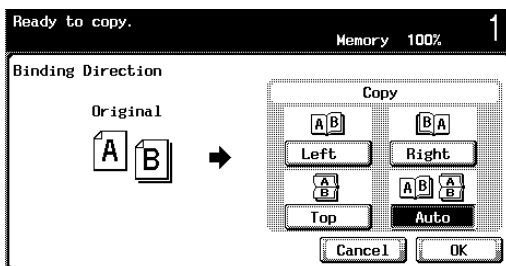 Ready to copy.
Memory 100% 1
Binding Direction
Copy
Original
A B
A B
B A
Left Right
A B
A B A B
Top Auto
Cancel OK